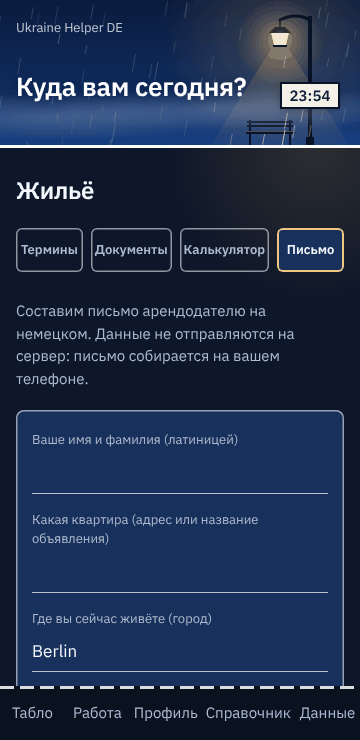 Ukraine Helper DE
Куда вам сегодня?
23:54
Жильё
Термины Документы Калькулятор Письмо
Составим письмо арендодателю на
немецком. Данные не отправляются на
сервер: письмо собирается на вашем
телефоне.
Ваше имя и фамилия (латиницей)
Какая квартира (адрес или название
объявления)
Где вы сейчас живёте (город)
Berlin
Табло Работа Профиль Справочник Данные